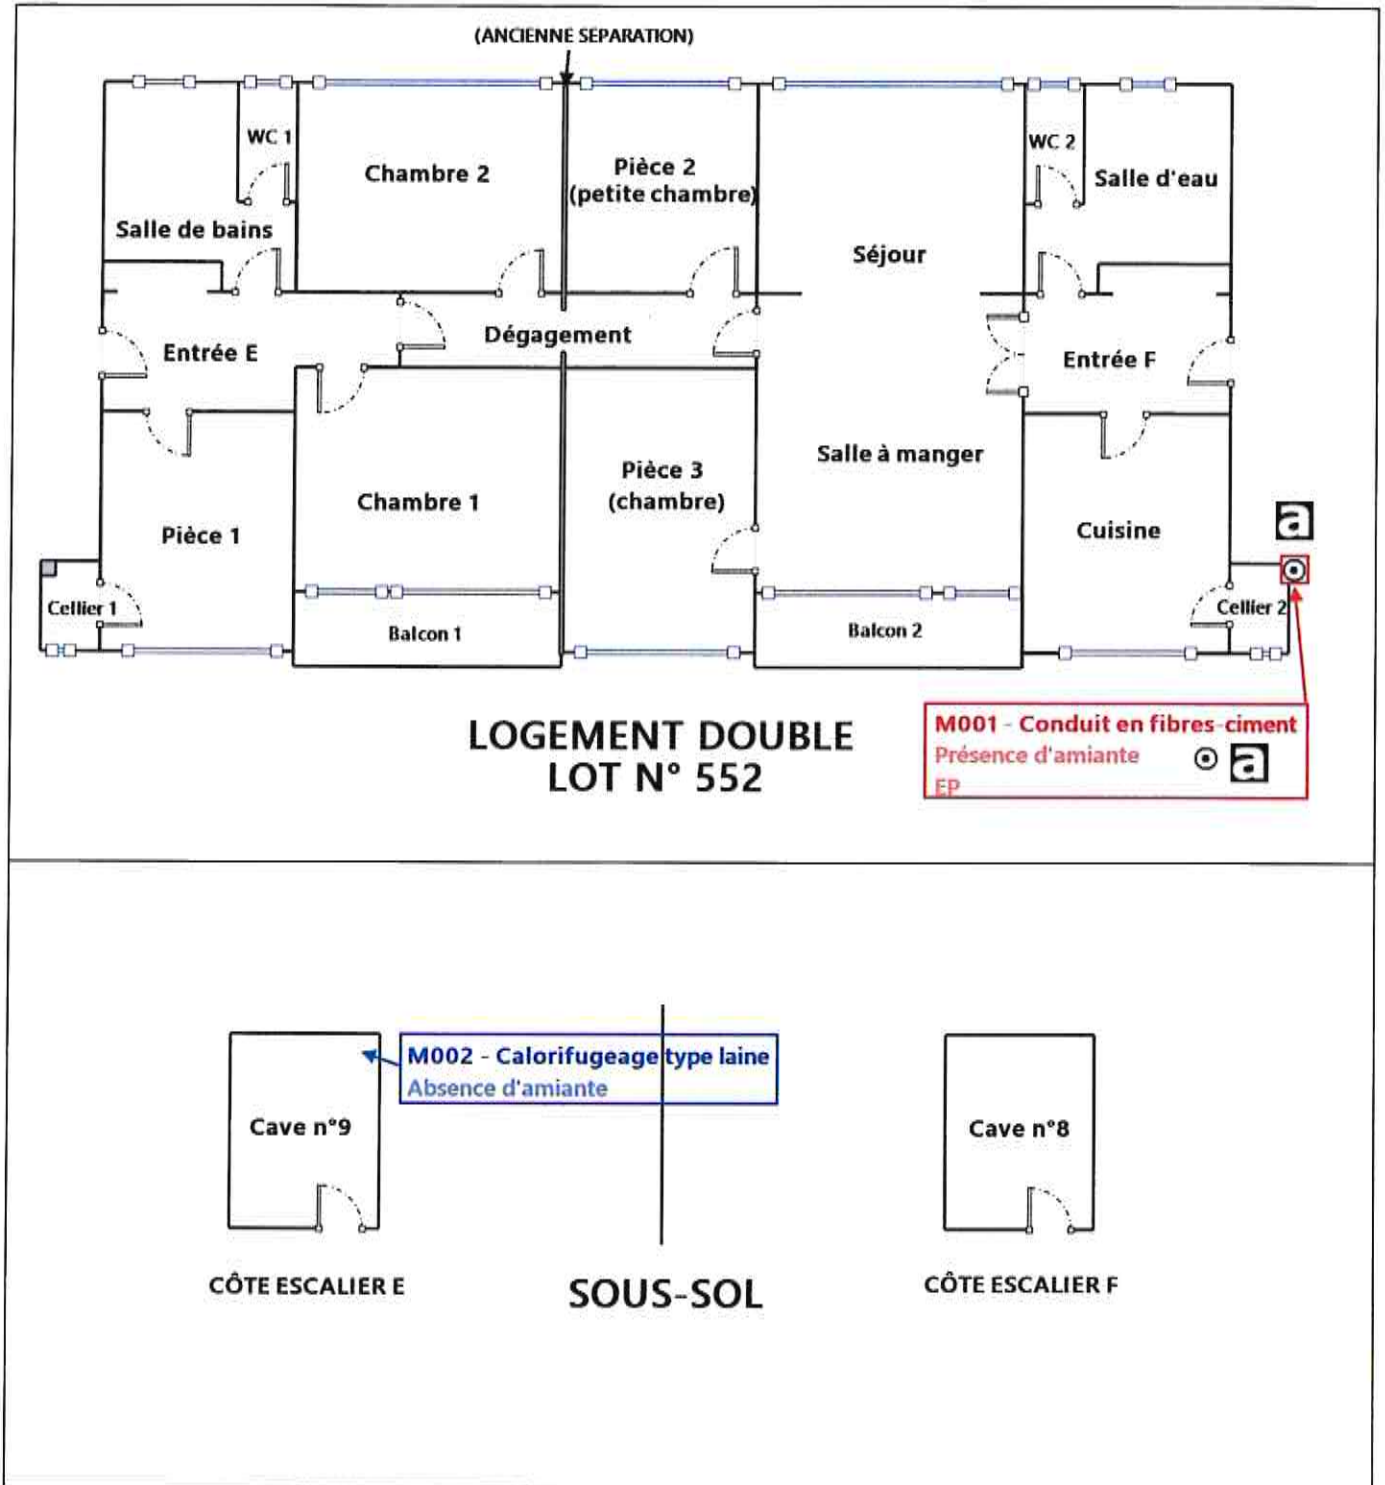 (ANCIENNE SEPARATION)
WC 1
Chambre 2
Pièce 2
(petite chambre)
WC 2
Salle d'eau
Salle de bains
Séjour
Dégagement
Entrée E
Entrée F
Salle à manger
Pièce 3
(chambre)
Chambre 1
Pièce 1
Cuisine
a
Cellier 1
Cellier 2
Balcon 1
Balcon 2
LOGEMENT DOUBLE
LOT N° 552
M001 - Conduit en fibres-ciment
Présence d'amiante
a
EP
M002 - Calorifugeage type laine
Absence d'amiante
Cave n°9
Cave n°8
CÔTE ESCALIER E
SOUS-SOL
CÔTE ESCALIER F